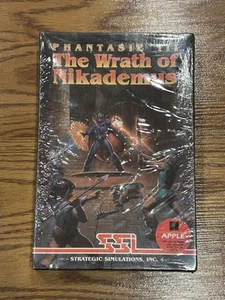 PHANTASIE III
The Wrath of
Nikademus
SSI
APPLE
STRATEGIC SIMULATIONS, INC.